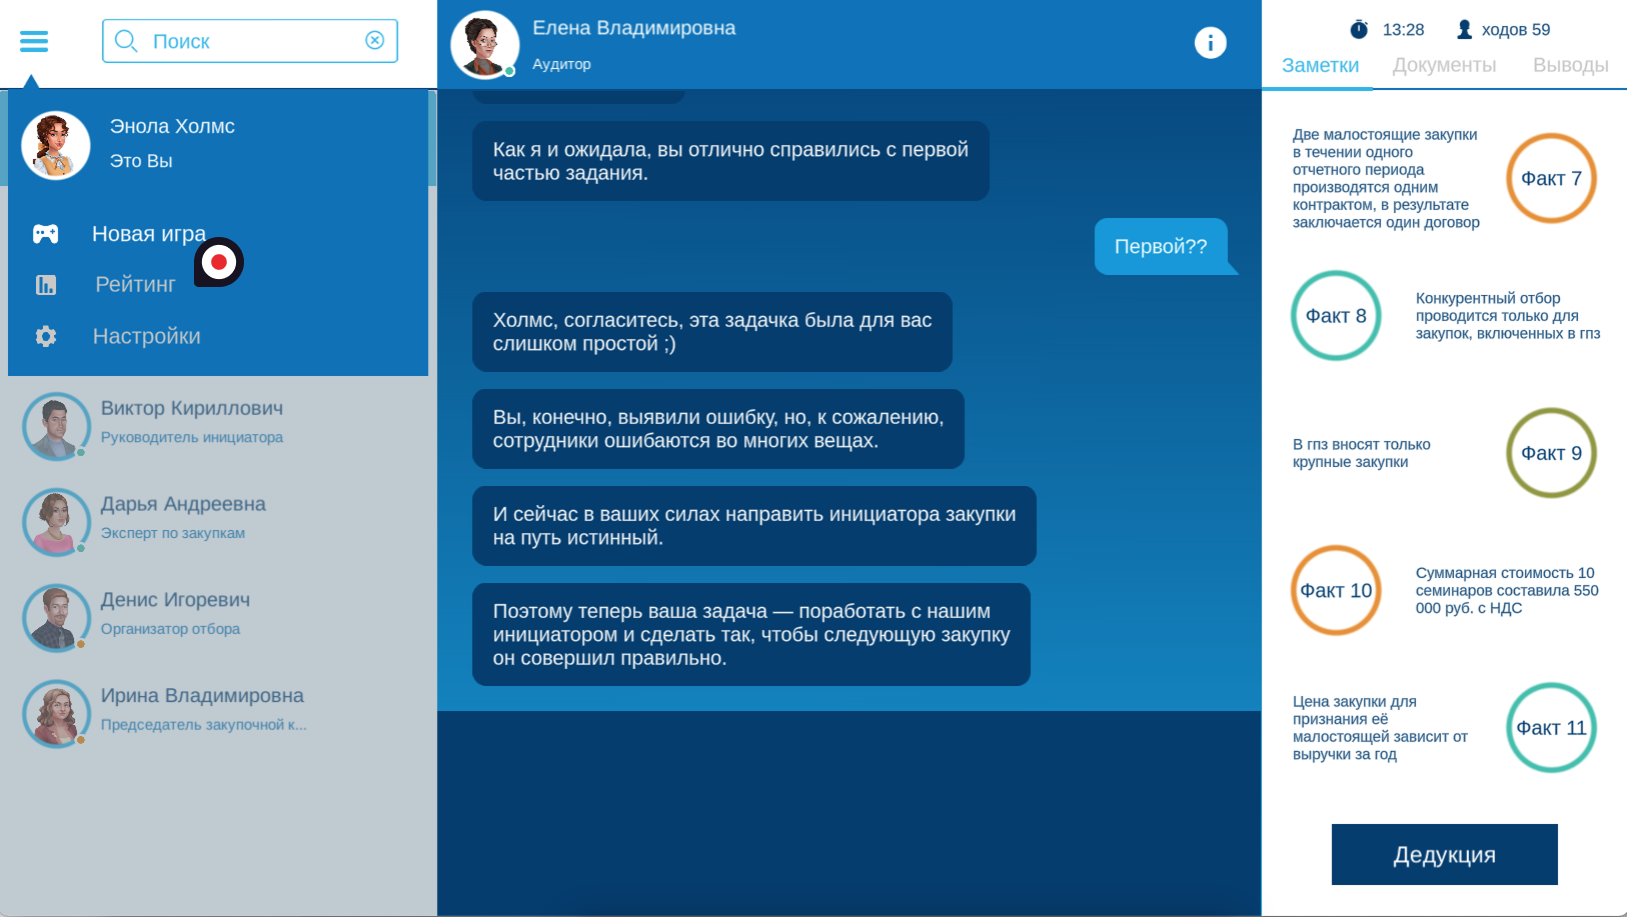 Поиск
Энола Холмс
Это Вы
Новая игра
Рейтинг
Настройки
Виктор Кириллович
Руководитель инициатора
Дарья Андреевна
Эксперт по закупкам
Денис Игоревич
Организатор отбора
Ирина Владимировна
Председатель закупочной к...
Елена Владимировна
Аудитор
Как я и ожидала, вы отлично справились с первой
частью задания.
Первой??
Холмс, согласитесь, эта задачка была для вас
слишком простой ;)
Вы, конечно, выявили ошибку, но, к сожалению,
сотрудники ошибаются во многих вещах.
И сейчас в ваших силах направить инициатора закупки
на путь истинный.
Поэтому теперь ваша задача — поработать с нашим
инициатором и сделать так, чтобы следующую закупку
он совершил правильно.
13:28 ходов 59
Заметки Документы Выводы
Две малостоящие закупки
в течении одного
отчетного периода
производятся одним
контрактом, в результате
заключается один договор
Факт 7
Факт 8
Конкурентный отбор
проводится только для
закупок, включенных в гпз
В гпз вносят только
крупные закупки
Факт 9
Факт 10
Суммарная стоимость 10
семинаров составила 550
000 руб. с НДС
Цена закупки для
признания её
малостоящей зависит от
выручки за год
Факт 11
Дедукция